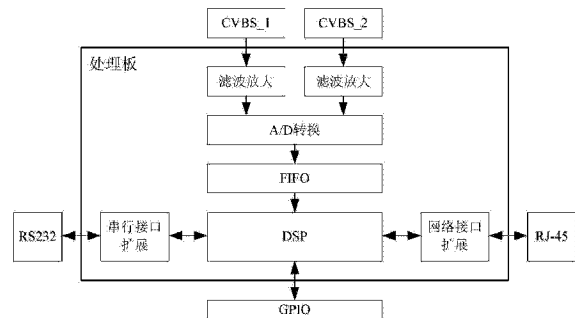 CVBS_1
CVBS_2
处理板
滤波放大
滤波放大
A/D转换
FIFO
RS232
串行接口
扩展
DSP
网络接口
扩展
RJ-45
GPIO